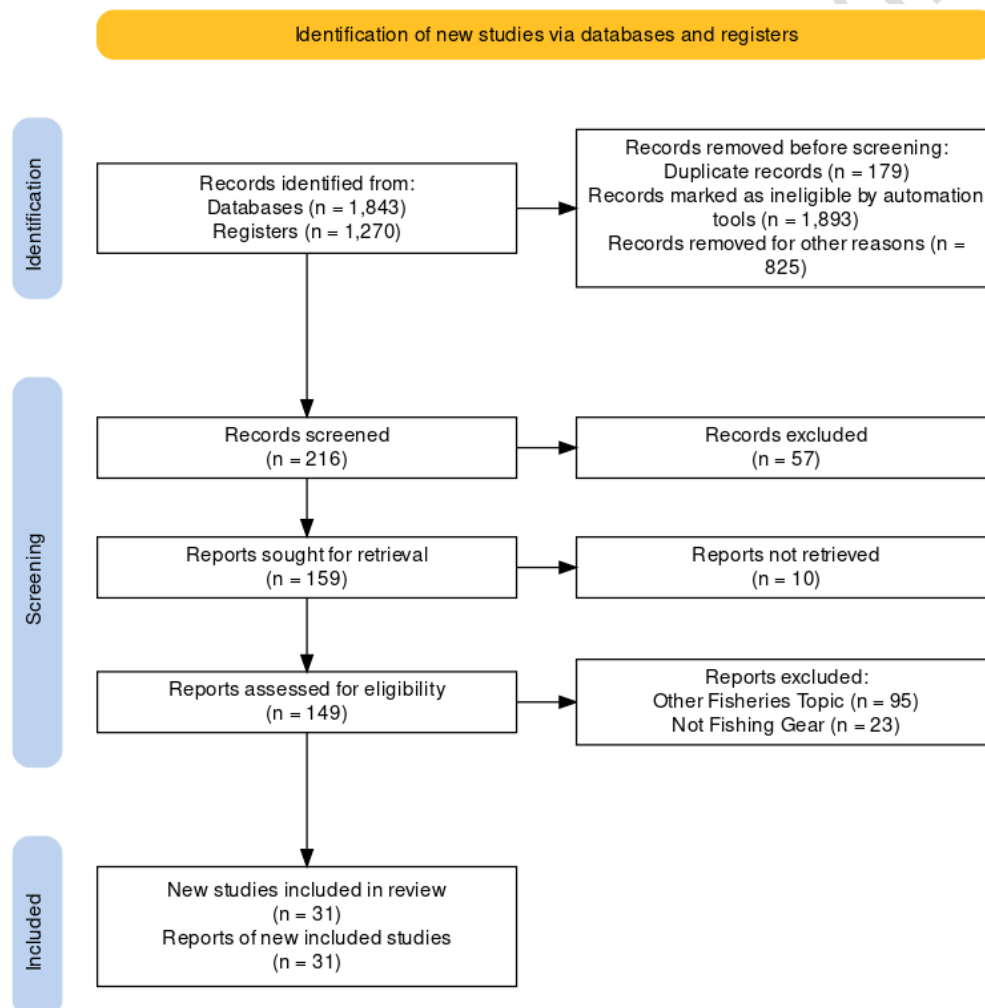 Identification of new studies via databases and registers
Identification
Records identified from:
Databases (n = 1,843)
Registers (n = 1,270)
Records removed before screening:
Duplicate records (n = 179)
Records marked as ineligible by automation
tools (n = 1,893)
Records removed for other reasons (n =
825)
Screening
Records screened
(n = 216)
Records excluded
(n = 57)
Reports sought for retrieval
(n = 159)
Reports not retrieved
(n = 10)
Reports assessed for eligibility
(n = 149)
Reports excluded:
Other Fisheries Topic (n = 95)
Not Fishing Gear (n = 23)
Included
New studies included in review
(n = 31)
Reports of new included studies
(n = 31)